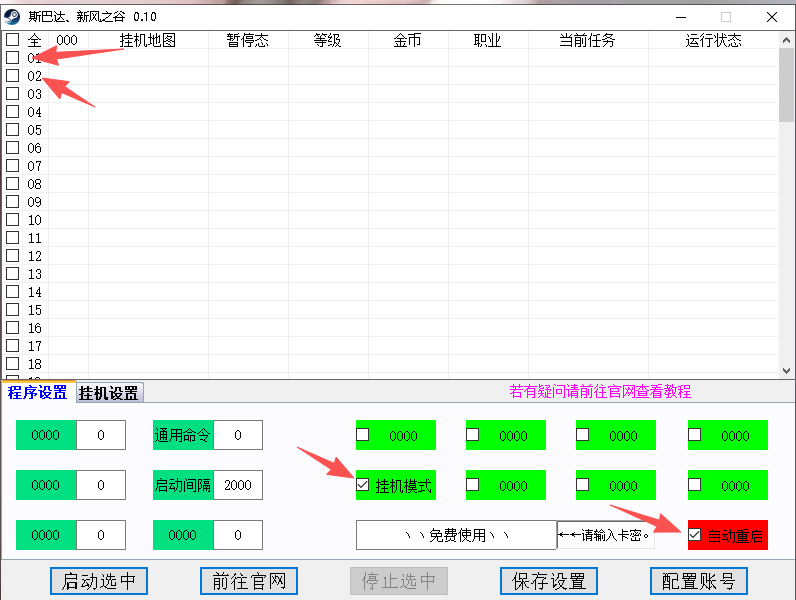 斯巴达、新风之谷 0.10
全 000 挂机地图 暂停态 等级 金币 职业 当前任务 运行状态
01
02
03
04
05
06
07
08
09
10
11
12
13
14
15
16
17
18
程序设置 挂机设置 若有疑问请前往官网查看教程
0000 0 通用命令 0 0000 0000 0000 0000
0000 0 启动间隔 2000 挂机模式 0000 0000 0000
0000 0 0000 0 丶丶免费使用丶丶 ←←请输入卡密。 自动重启
启动选中 前往官网 停止选中 保存设置 配置账号